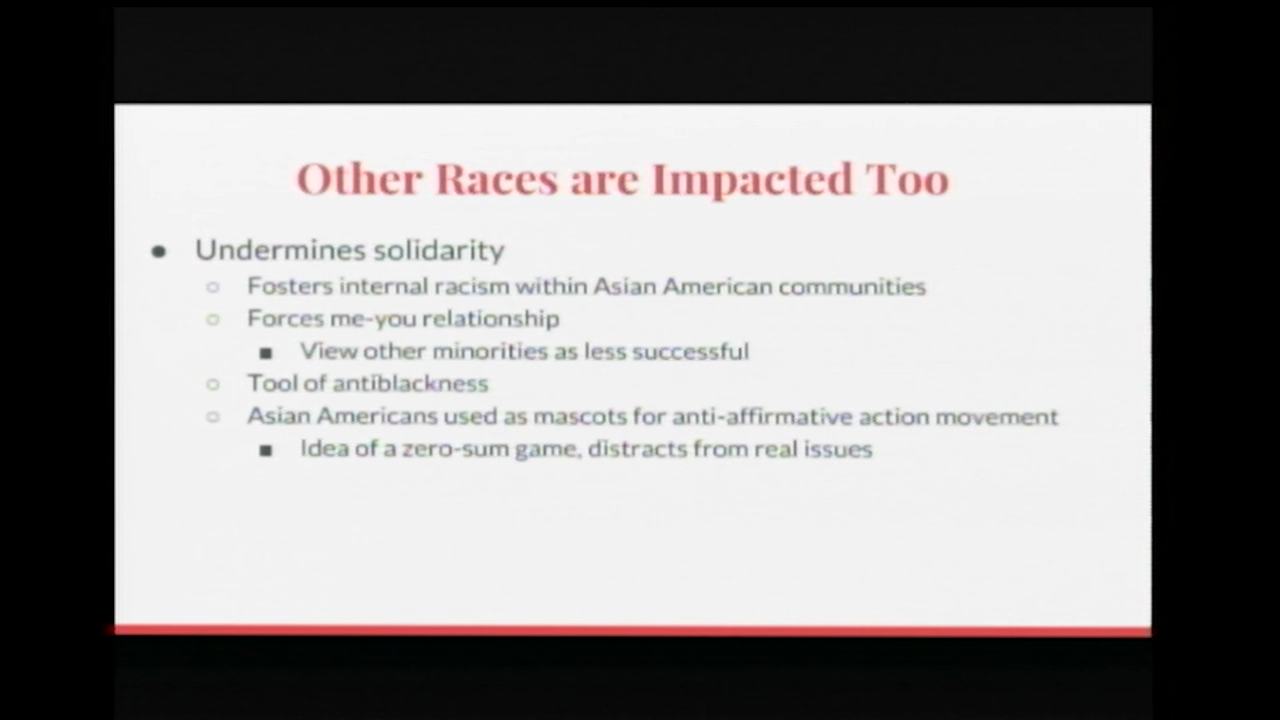 Other Races are Impacted Too
● Undermines solidarity
○ Fosters internal racism within Asian American communities
○ Forces me-you relationship
■ View other minorities as less successful
○ Tool of antiblackness
○ Asian Americans used as mascots for anti-affirmative action movement
■ Idea of a zero-sum game, distracts from real issues